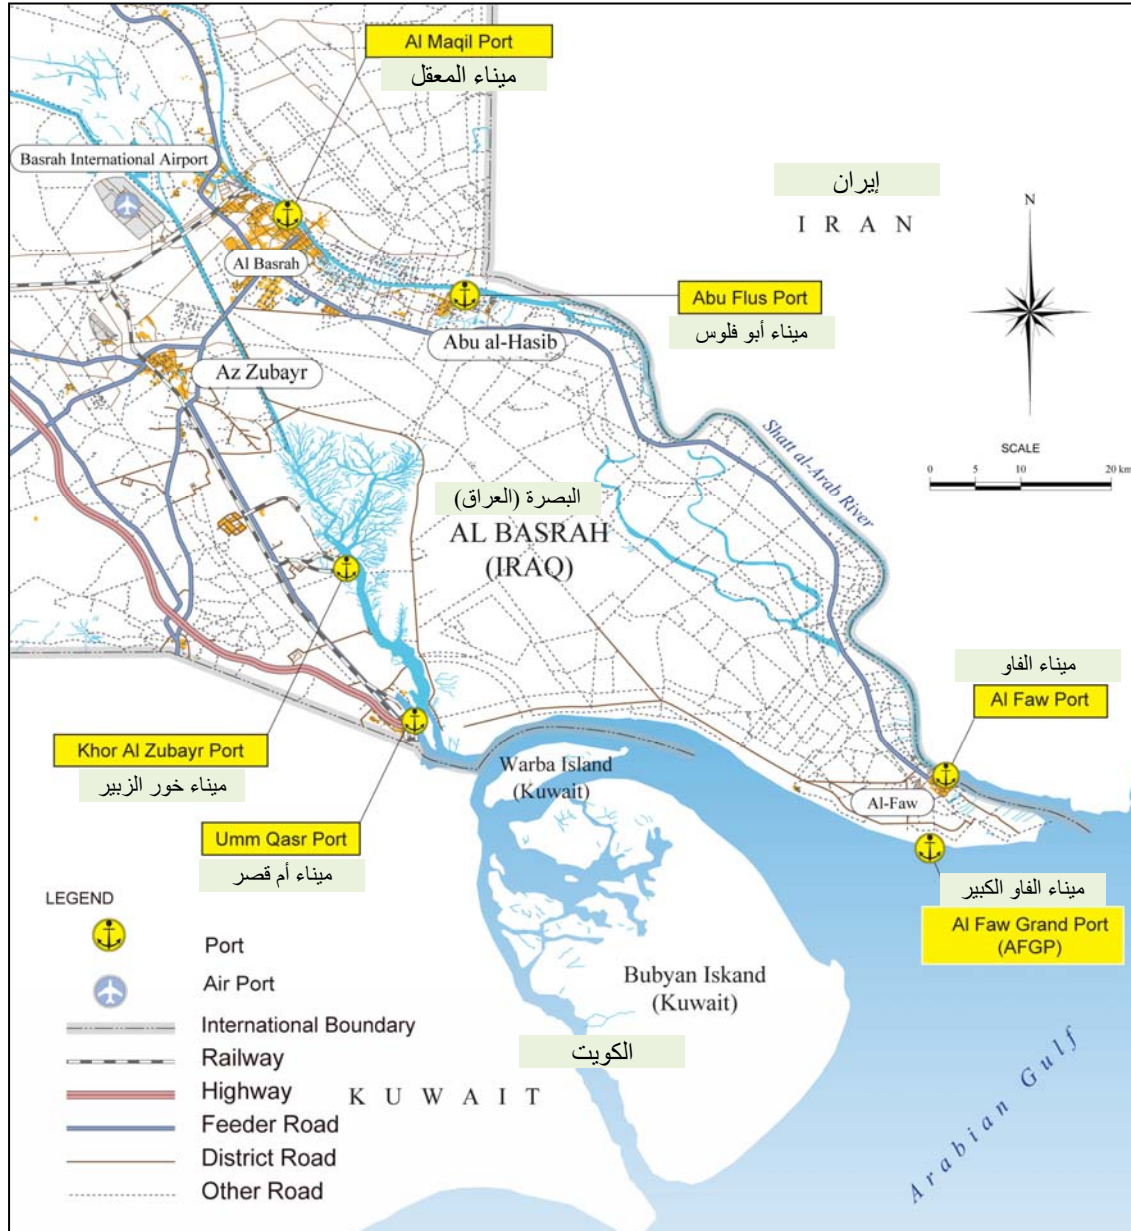 Al Maqil Port
ميناء المعقل
Basrah International Airport
إيران
I R A N
N
Al Basrah
Abu Flus Port
ميناء أبو فلوس
Abu al-Hasib
Az Zubayr
Shatt al-Arab River
SCALE
0 5 10 20 km
البصرة (العراق)
AL BASRAH
(IRAQ)
ميناء الفاو
Al Faw Port
Khor Al Zubayr Port
ميناء خور الزبير
Warba Island
(Kuwait)
Al-Faw
Umm Qasr Port
ميناء أم قصر
ميناء الفاو الكبير
Al Faw Grand Port
(AFGP)
Bubyan Iskand
(Kuwait)
الكويت
K U W A I T
Arabian Gulf
LEGEND
Port
Air Port
International Boundary
Railway
Highway
Feeder Road
District Road
Other Road